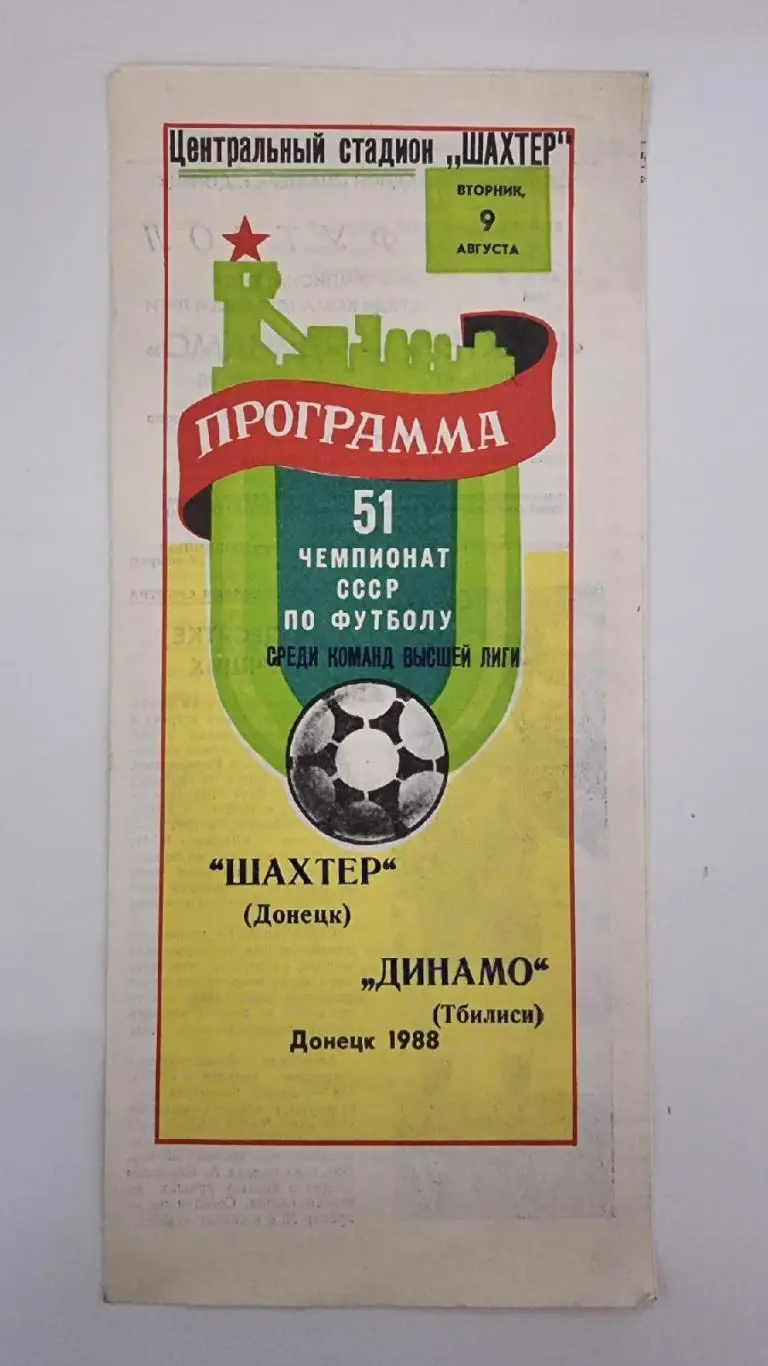 Центральный стадион „ШАХТЕР“
ВТОРНИК,
9
АВГУСТА
ПРОГРАММА
51
ЧЕМПИОНАТ
СССР
ПО ФУТБОЛУ
СРЕДИ КОМАНД ВЫСШЕЙ ЛИГИ
“ШАХТЕР“
(Донецк)
„ДИНАМО“
(Тбилиси)
Донецк 1988